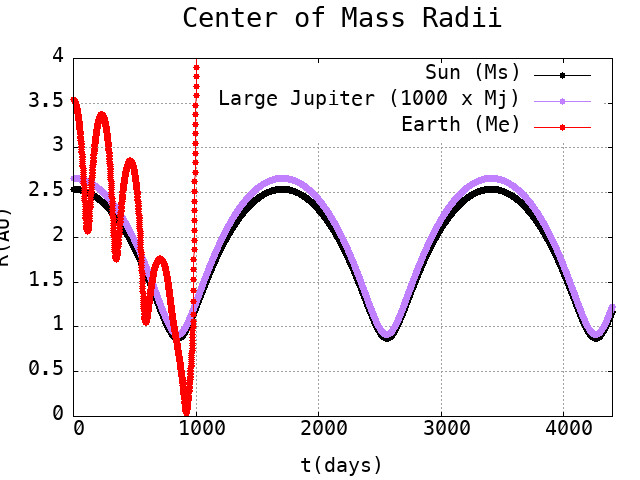 Center of Mass Radii
Sun (Ms)
Large Jupiter (1000 x Mj)
Earth (Me)
R(AU)
4
3.5
3
2.5
2
1.5
1
0.5
0
0 1000 2000 3000 4000
t(days)